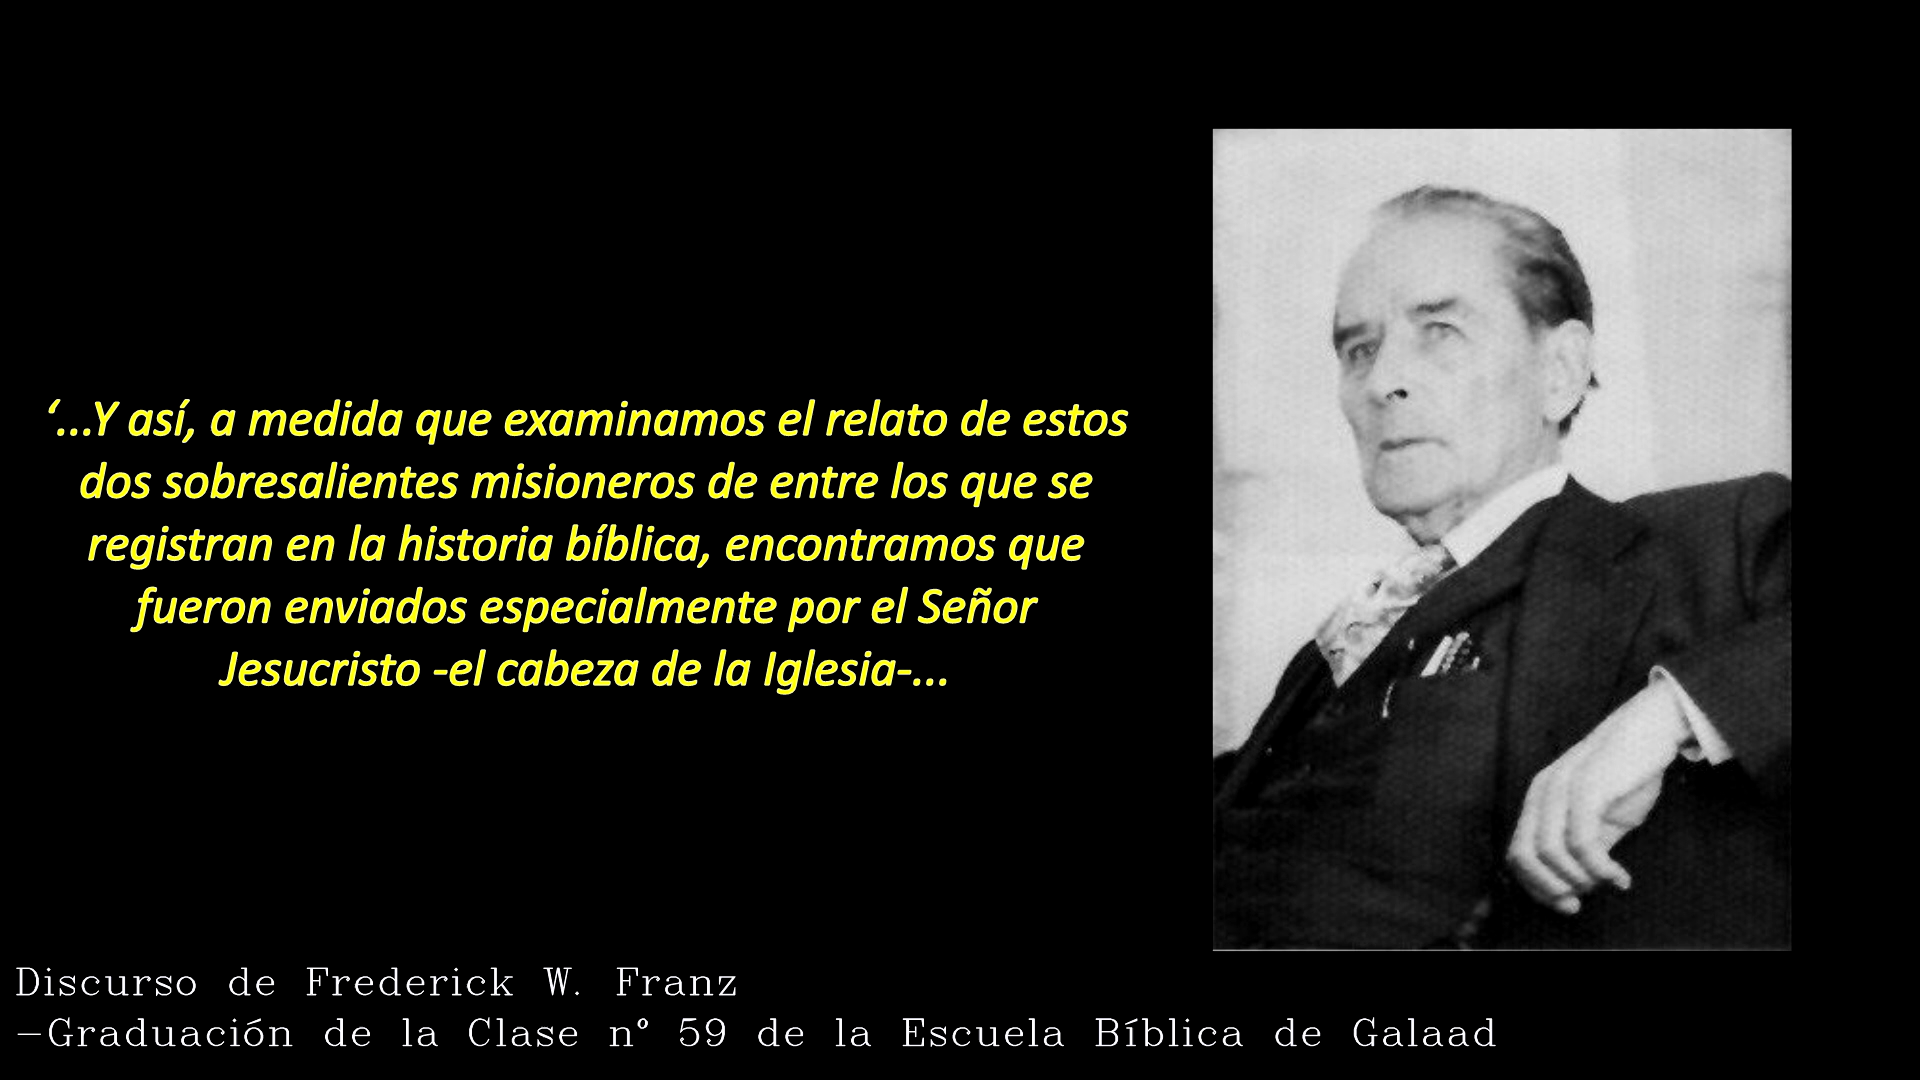 ‘...Y así, a medida que examinamos el relato de estos
dos sobresalientes misioneros de entre los que se
registran en la historia bíblica, encontramos que
fueron enviados especialmente por el Señor
Jesucristo -el cabeza de la Iglesia-...
Discurso de Frederick W. Franz
-Graduación de la Clase nº 59 de la Escuela Bíblica de Galaad